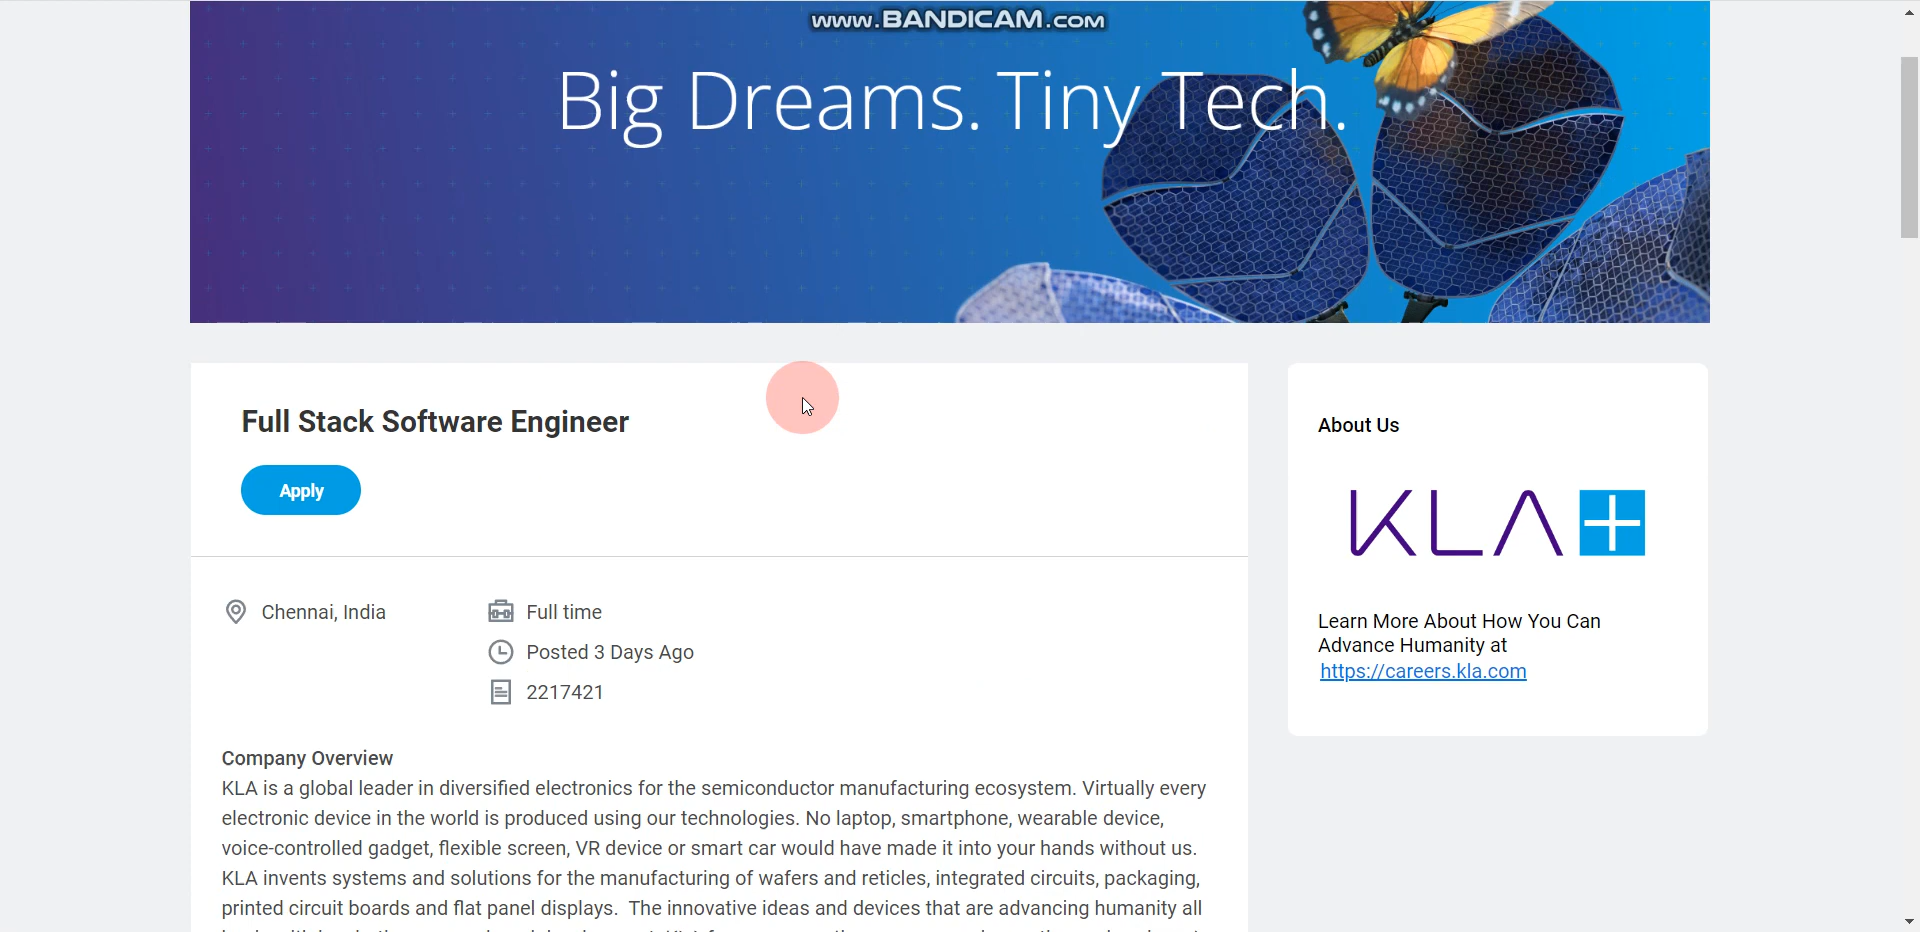 www.BANDICAM.com
Big Dreams. Tiny Tech.
Full Stack Software Engineer
Apply
Chennai, India
Full time
Posted 3 Days Ago
2217421
Company Overview
KLA is a global leader in diversified electronics for the semiconductor manufacturing ecosystem. Virtually every
electronic device in the world is produced using our technologies. No laptop, smartphone, wearable device,
voice-controlled gadget, flexible screen, VR device or smart car would have made it into your hands without us.
KLA invents systems and solutions for the manufacturing of wafers and reticles, integrated circuits, packaging,
printed circuit boards and flat panel displays.  The innovative ideas and devices that are advancing humanity all
About Us
KLA+
Learn More About How You Can
Advance Humanity at
https://careers.kla.com